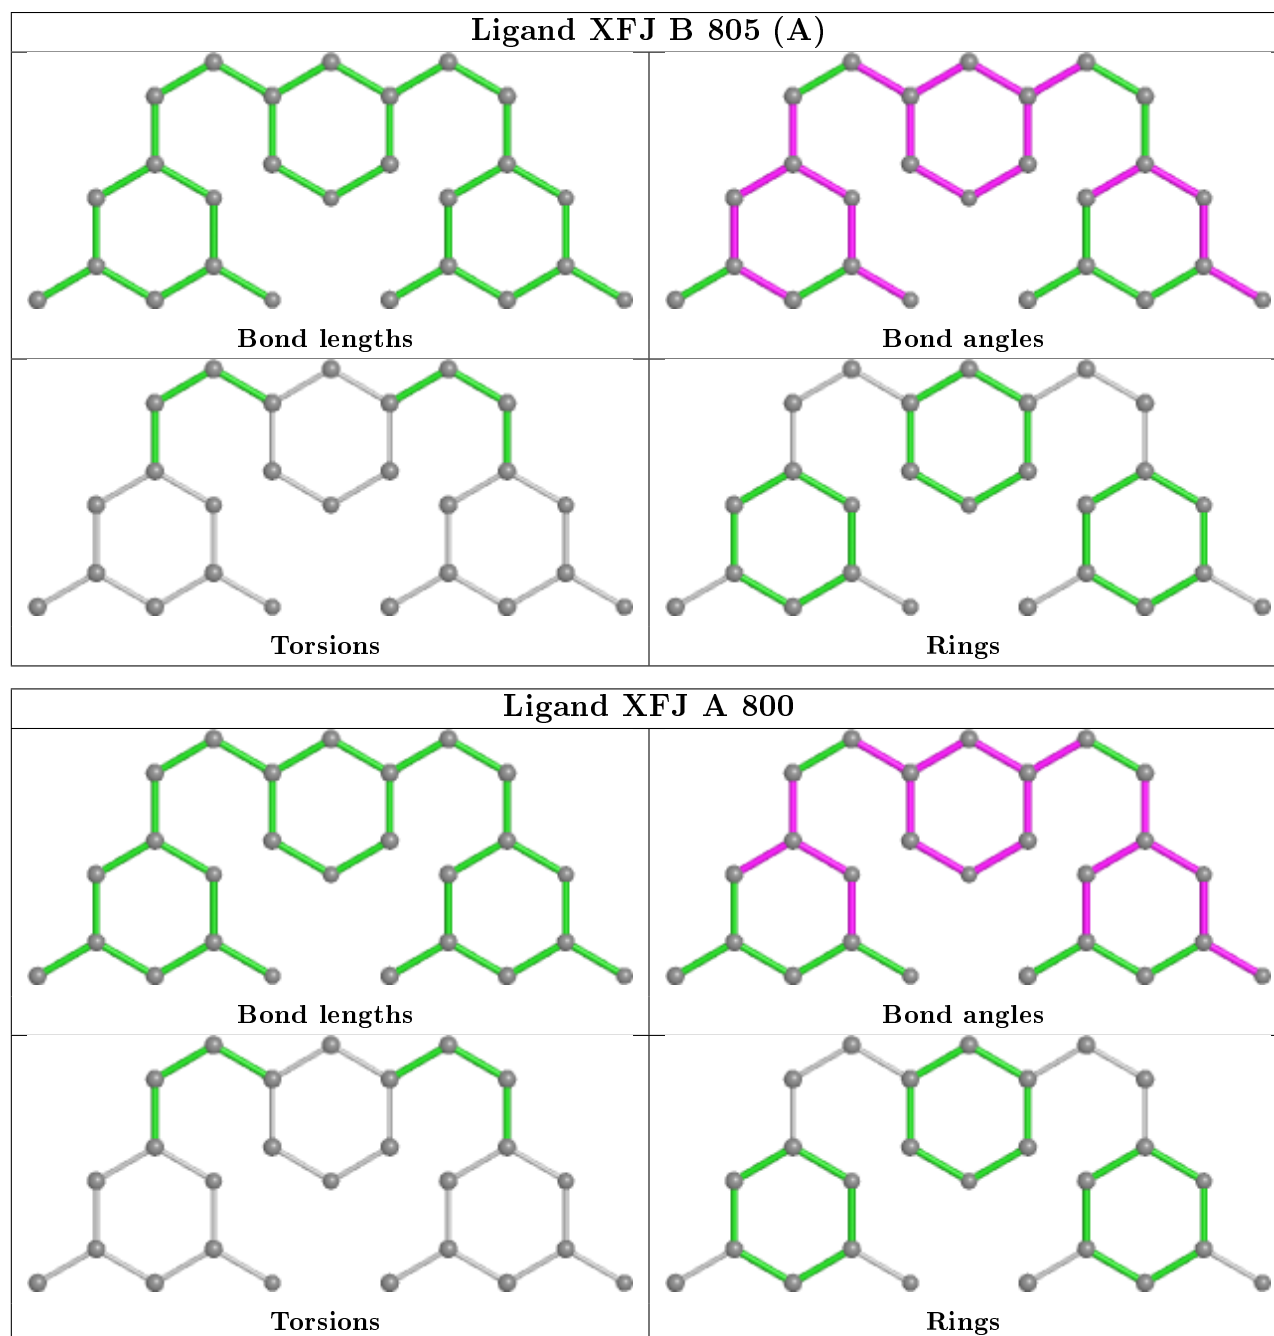 Ligand XFJ B 805 (A)
Bond lengths
Bond angles
Torsions
Rings
Ligand XFJ A 800
Bond lengths
Bond angles
Torsions
Rings